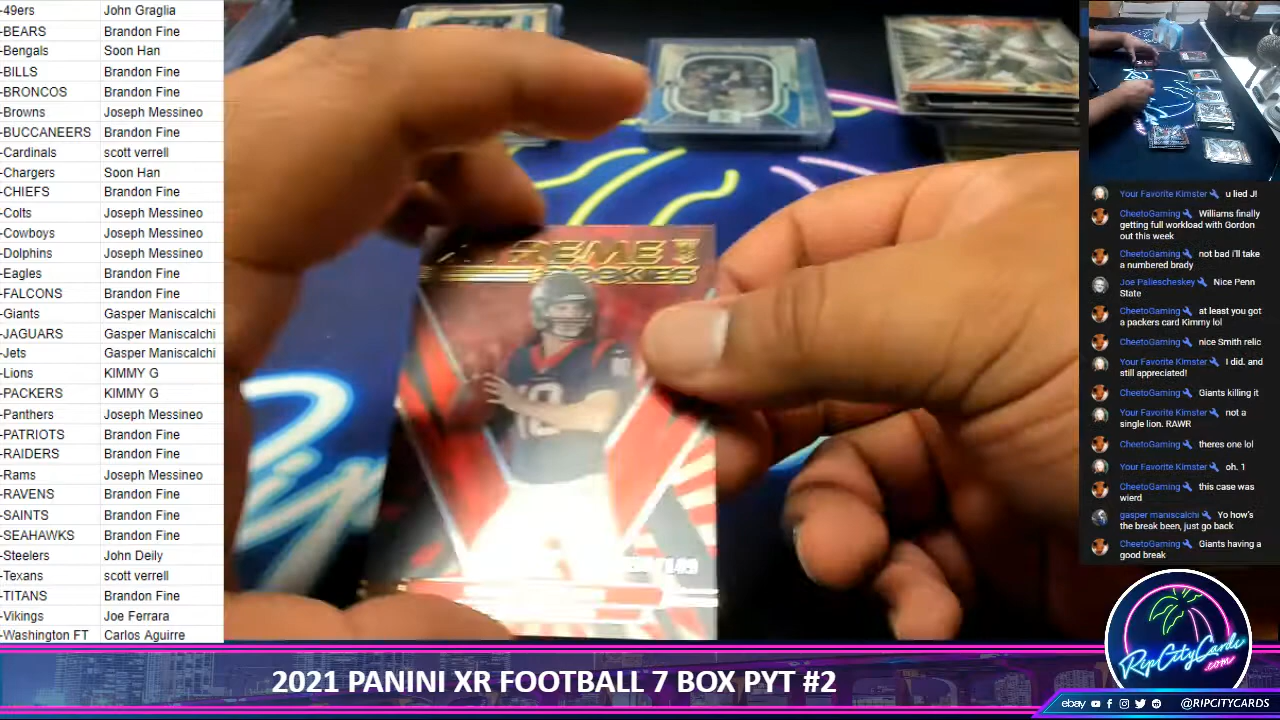 -49ers John Graglia
-BEARS Brandon Fine
-Bengals Soon Han
-BILLS Brandon Fine
-BRONCOS Brandon Fine
-Browns Joseph Messineo
-BUCCANEERS Brandon Fine
-Cardinals scott verrell
-Chargers Soon Han
-CHIEFS Brandon Fine
-Colts Joseph Messineo
-Cowboys Joseph Messineo
-Dolphins Joseph Messineo
-Eagles Brandon Fine
-FALCONS Brandon Fine
-Giants Gasper Maniscalchi
-JAGUARS Gasper Maniscalchi
-Jets Gasper Maniscalchi
-Lions KIMMY G
-PACKERS KIMMY G
-Panthers Joseph Messineo
-PATRIOTS Brandon Fine
-RAIDERS Brandon Fine
-Rams Joseph Messineo
-RAVENS Brandon Fine
-SAINTS Brandon Fine
-SEAHAWKS Brandon Fine
-Steelers John Deily
-Texans scott verrell
-TITANS Brandon Fine
-Vikings Joe Ferrara
-Washington FT Carlos Aguirre
ROOKIES
Your Favorite Kimster u lied J!
CheetoGaming Williams finally
getting full workload with Gordon
out this week
CheetoGaming not bad i'll take
a numbered brady
Joe Pallescheskey Nice Penn
State
CheetoGaming at least you got
a packers card Kimmy lol
CheetoGaming nice Smith relic
Your Favorite Kimster I did. and
still appreciated!
CheetoGaming Giants killing it
Your Favorite Kimster not a
single lion. RAWR
CheetoGaming theres one lol
Your Favorite Kimster oh. 1
CheetoGaming this case was
wierd
gasper maniscalchi Yo how's
the break been, just go back
CheetoGaming Giants having a
good break
RipCityCards
.com
2021 PANINI XR FOOTBALL 7 BOX PYT #2
ebay @RIPCITYCARDS